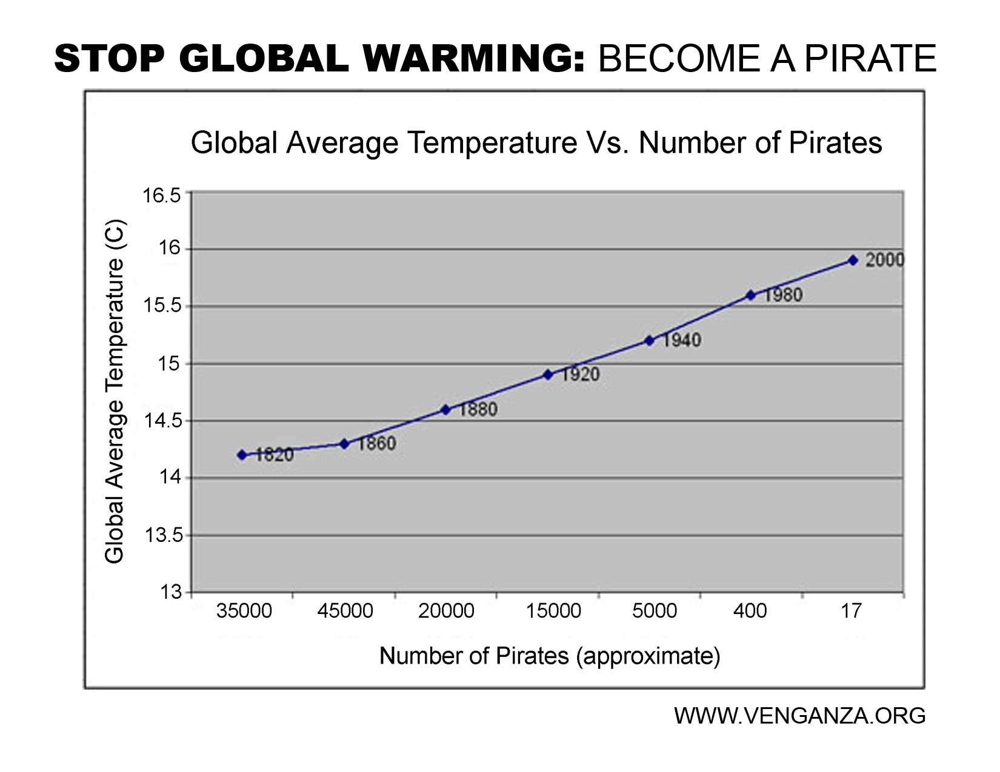 STOP GLOBAL WARMING: BECOME A PIRATE
Global Average Temperature Vs. Number of Pirates
Global Average Temperature (C)
16.5
16
15.5
15
14.5
14
13.5
13
1820
1860
1880
1920
1940
1980
2000
35000 45000 20000 15000 5000 400 17
Number of Pirates (approximate)
WWW.VENGANZA.ORG